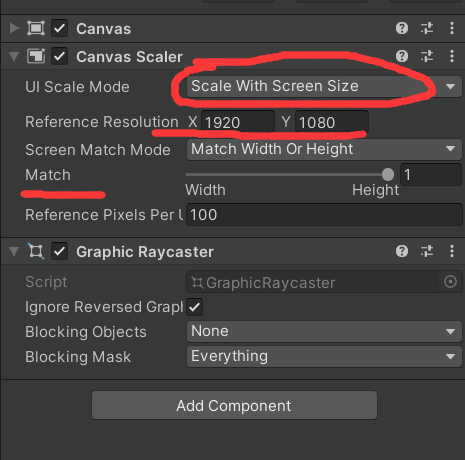 Canvas
Canvas Scaler
UI Scale Mode Scale With Screen Size
Reference Resolution X 1920 Y 1080
Screen Match Mode Match Width Or Height
Match 1
Width Height
Reference Pixels Per U 100
Graphic Raycaster
Script GraphicRaycaster
Ignore Reversed Graph
Blocking Objects None
Blocking Mask Everything
Add Component